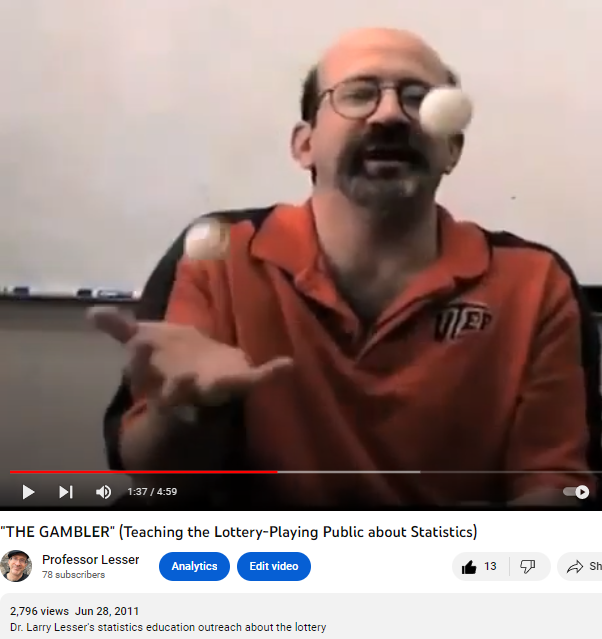 UTEP
1:37 / 4:59
"THE GAMBLER" (Teaching the Lottery-Playing Public about Statistics)
Professor Lesser
78 subscribers
Analytics
Edit video
13
Sh
2,796 views Jun 28, 2011
Dr. Larry Lesser's statistics education outreach about the lottery